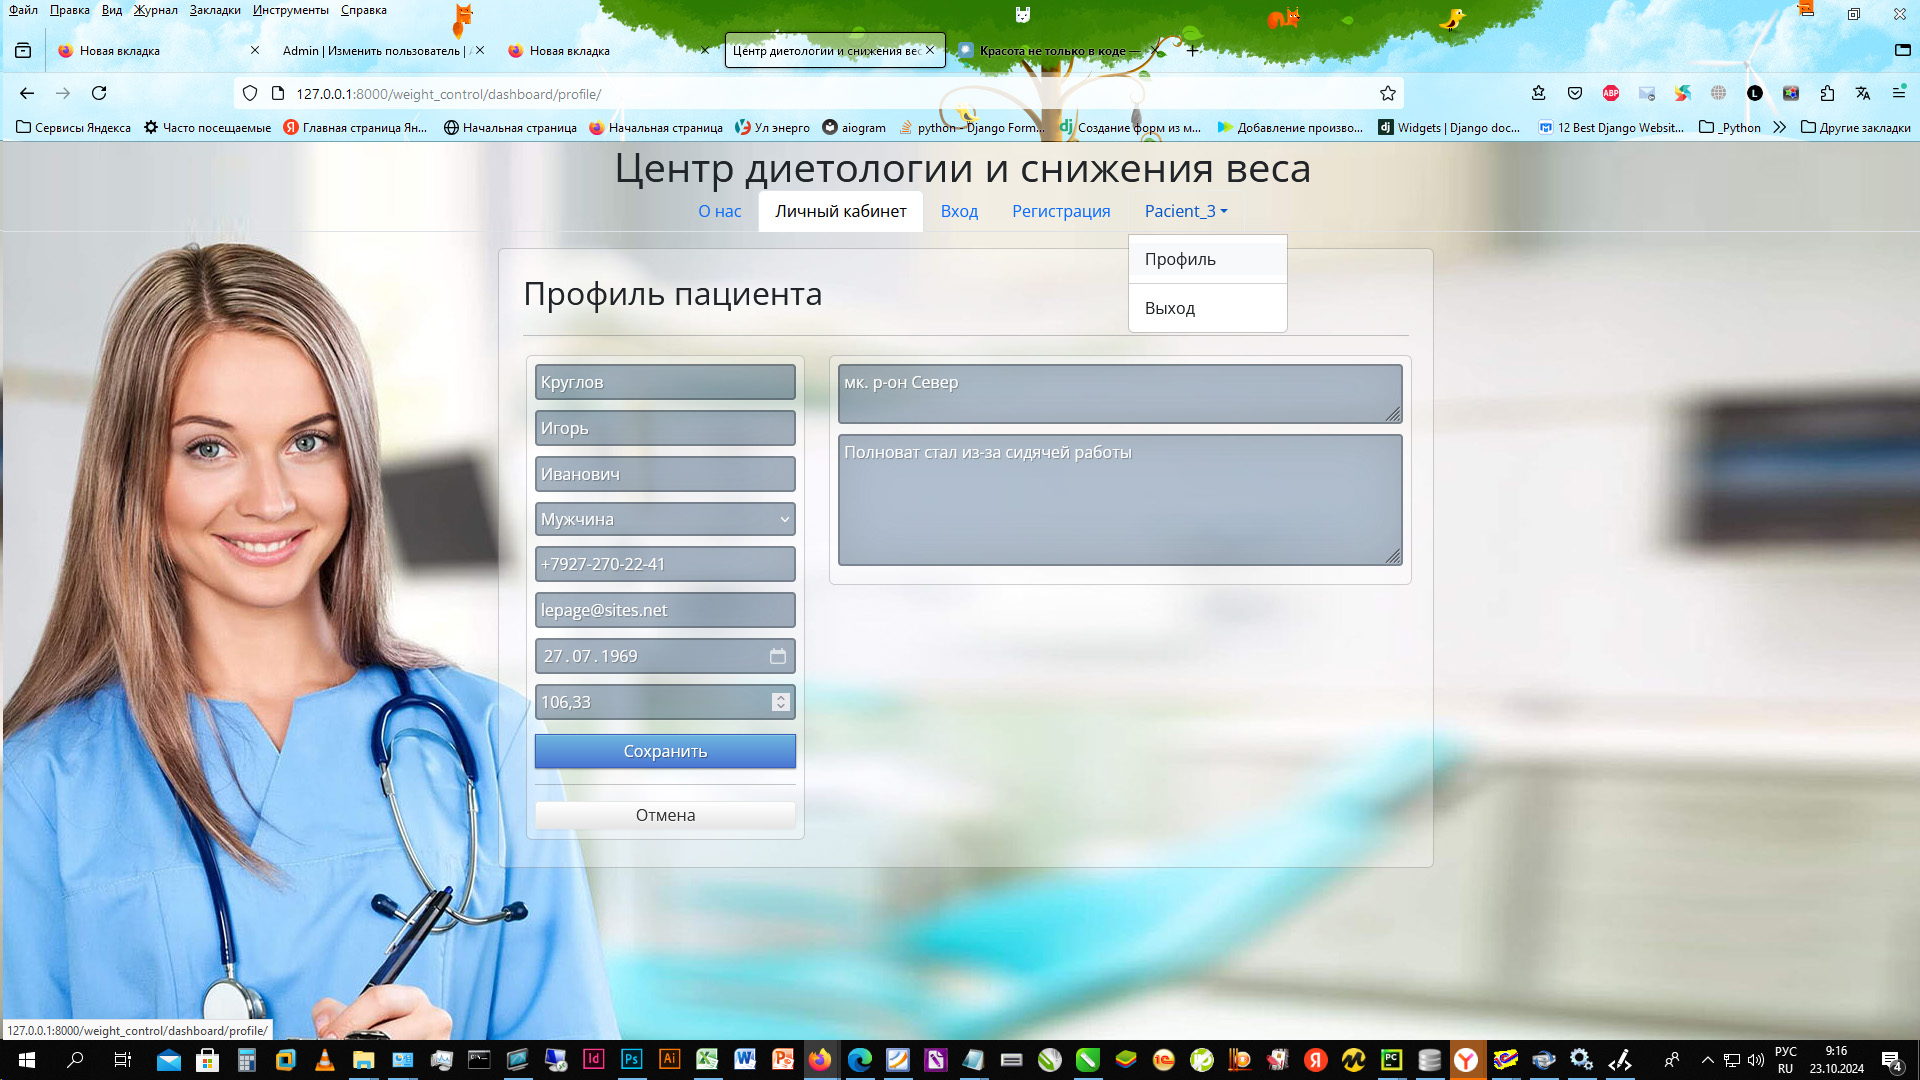 Файл Правка Вид Журнал Закладки Инструменты Справка
Новая вкладка
Admin | Изменить пользователь |
Новая вкладка
Центр диетологии и снижения вес
Красота не только в коде —
127.0.0.1:8000/weight_control/dashboard/profile/
ABP
L
Сервисы Яндекса
Часто посещаемые
Главная страница Ян...
Начальная страница
Начальная страница
Ул энерго
aiogram
python - Django Form...
Создание форм из м...
Добавление произво...
Widgets | Django doc...
12 Best Django Websit...
_Python
Другие закладки
Центр диетологии и снижения веса
О нас
Личный кабинет
Вход
Регистрация
Pacient_3
Профиль
Выход
Профиль пациента
Круглов
Игорь
Иванович
Мужчина
+7927-270-22-41
lepage@sites.net
27.07.1969
106,33
Сохранить
Отмена
мк. р-он Север
Полноват стал из-за сидячей работы
127.0.0.1:8000/weight_control/dashboard/profile/
РУС
RU
9:16
23.10.2024
4